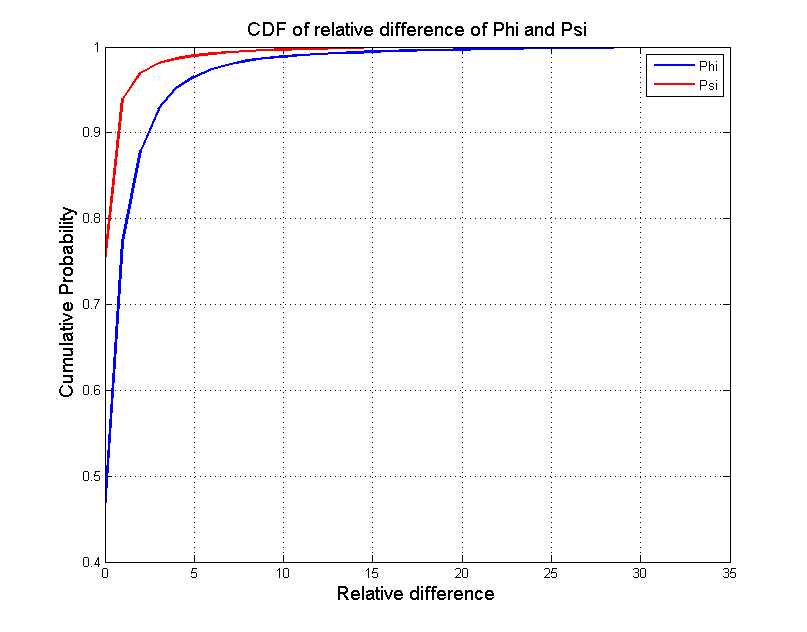 CDF of relative difference of Phi and Psi
1
0.9
0.8
0.7
0.6
0.5
0.4
Cumulative Probability
Phi
Psi
0 5 10 15 20 25 30 35
Relative difference